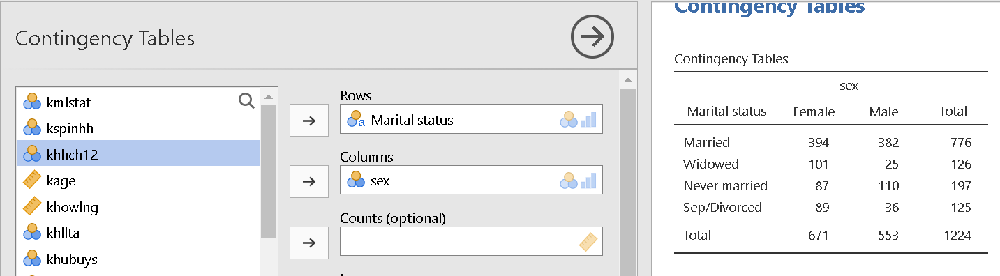 Contingency Tables
kmlstat
kspinhh
khhch12
kage
khowlng
khllta
khubuys
Rows
a Marital status
Columns
sex
Counts (optional)
Contingency Tables
Contingency Tables
sex
Marital status Female Male Total
Married 394 382 776
Widowed 101 25 126
Never married 87 110 197
Sep/Divorced 89 36 125
Total 671 553 1224